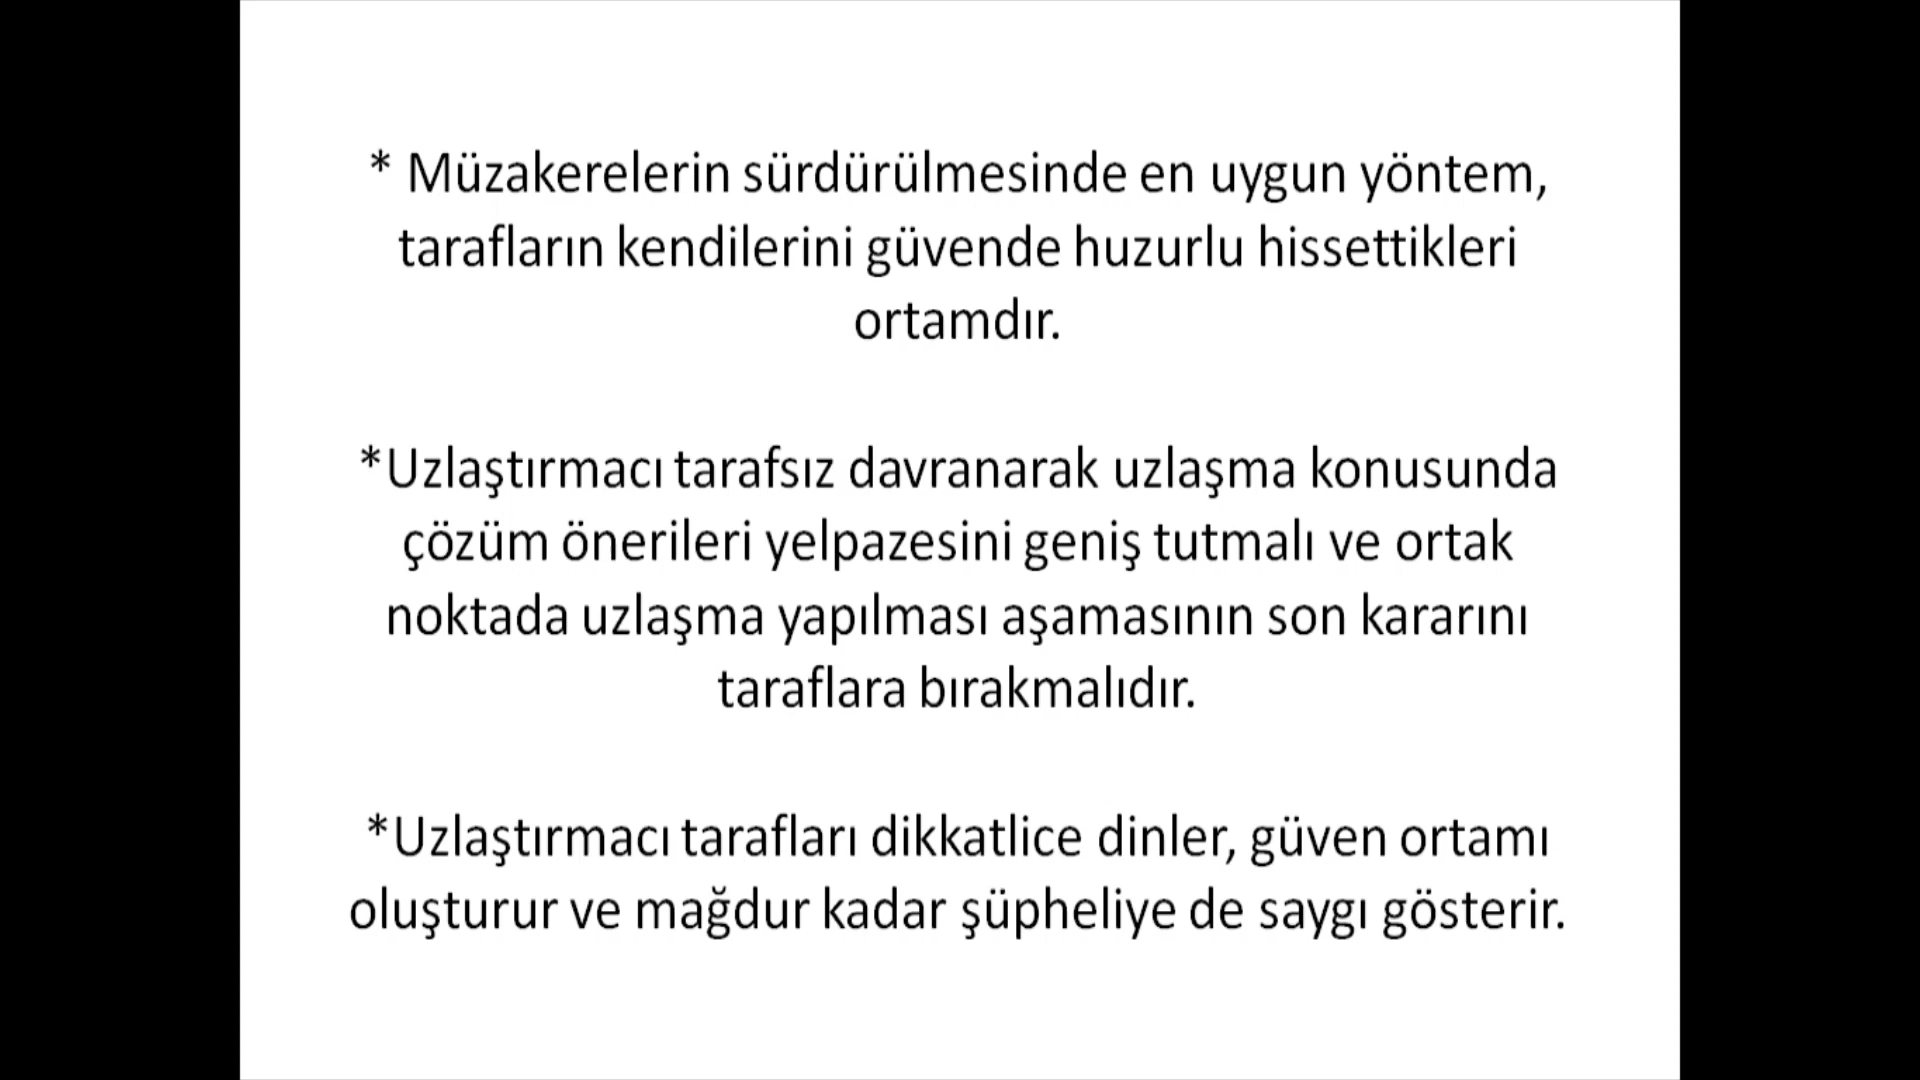 * Müzakerelerin sürdürülmesinde en uygun yöntem,
tarafların kendilerini güvende huzurlu hissettikleri
ortamdır.
*Uzlaştırmacı tarafsız davranarak uzlaşma konusunda
çözüm önerileri yelpazesini geniş tutmalı ve ortak
noktada uzlaşma yapılması aşamasının son kararını
taraflara bırakmalıdır.
*Uzlaştırmacı tarafları dikkatlice dinler, güven ortamı
oluşturur ve mağdur kadar şüpheliye de saygı gösterir.